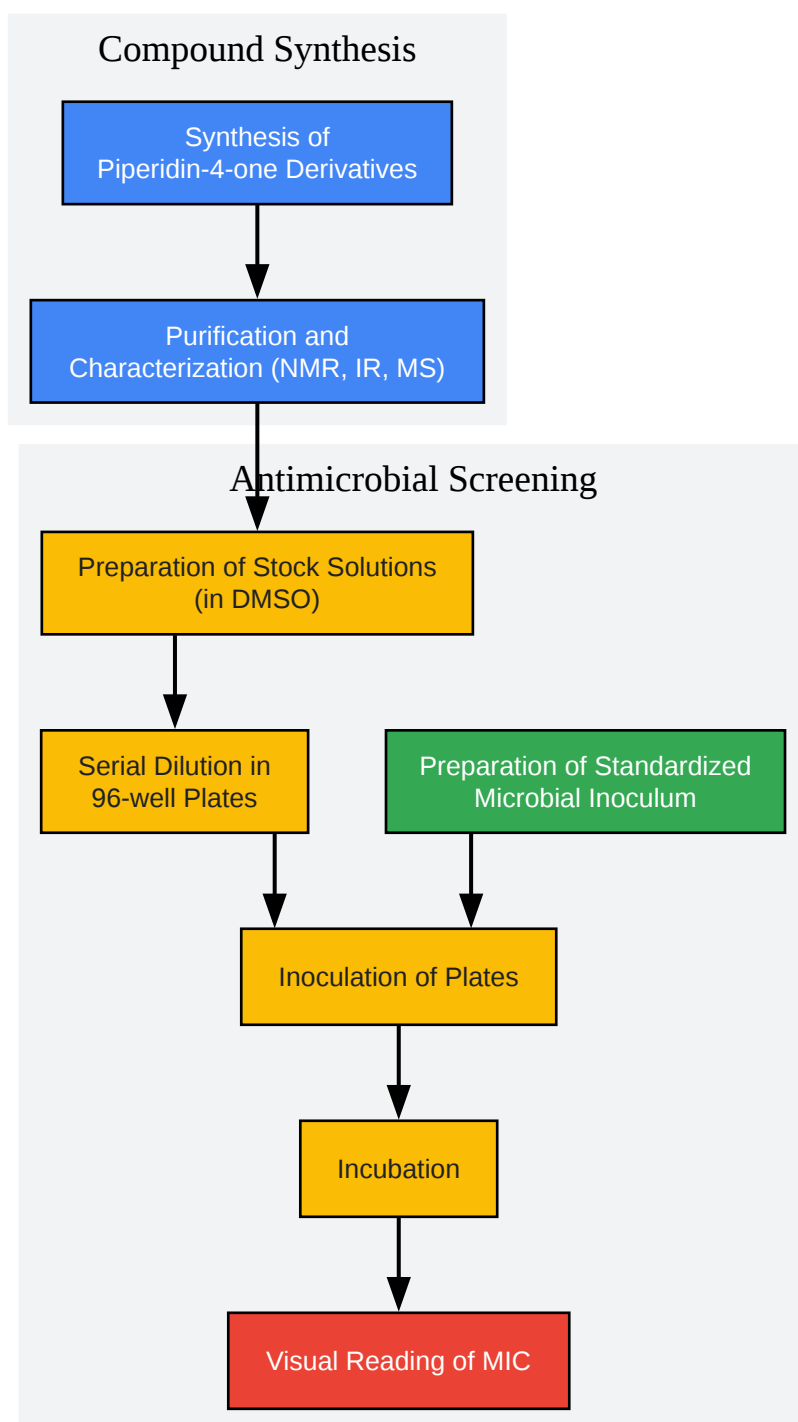 Compound Synthesis
Synthesis of
Piperidin-4-one Derivatives
Purification and
Characterization (NMR, IR, MS)
Antimicrobial Screening
Preparation of Stock Solutions
(in DMSO)
Serial Dilution in
96-well Plates
Preparation of Standardized
Microbial Inoculum
Inoculation of Plates
Incubation
Visual Reading of MIC